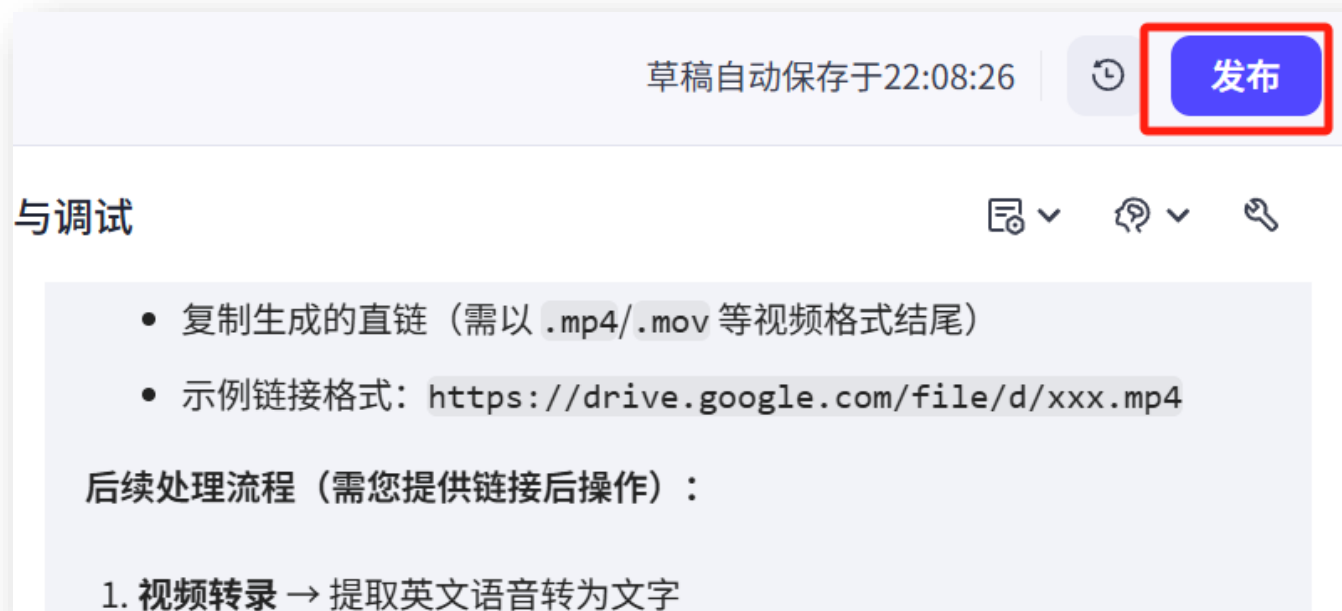 草稿自动保存于22:08:26
发布
与调试
复制生成的直链（需以 .mp4/.mov 等视频格式结尾）
示例链接格式：https://drive.google.com/file/d/xxx.mp4
后续处理流程（需您提供链接后操作）：
1. 视频转录 → 提取英文语音转为文字